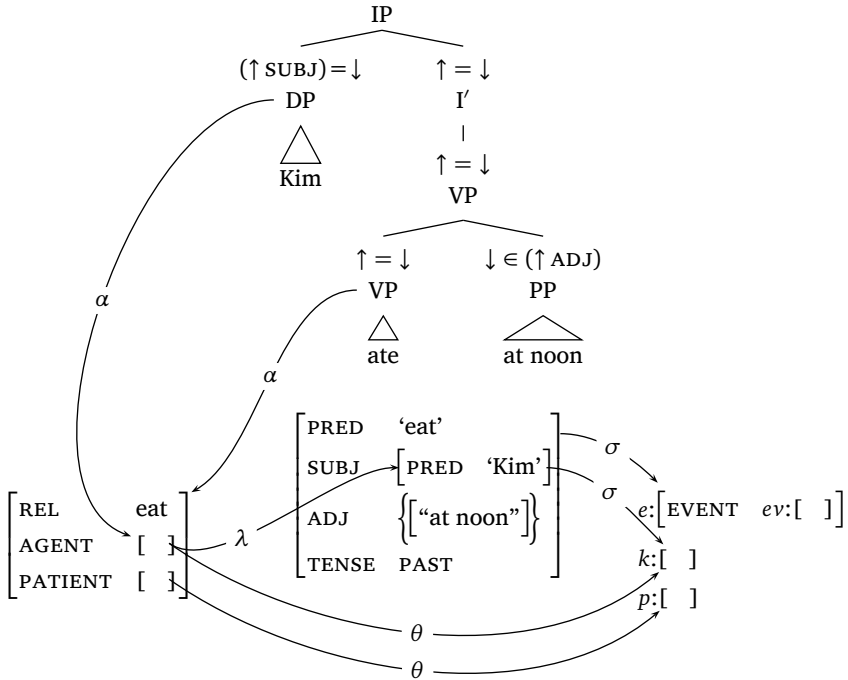 IP
(↑ SUBJ) = ↓ ↑ = ↓
DP I′
↑ = ↓
Kim VP
↑ = ↓ ↓ ∈ (↑ ADJ)
α VP PP
ate at noon
α
PRED ‘eat’
σ
SUBJ [PRED ‘Kim’]
σ
REL eat
ADJ {[“at noon”]}
e:[EVENT ev:[ ]]
AGENT [ ]
λ
TENSE PAST
k:[ ]
PATIENT [ ]
p:[ ]
θ
θ